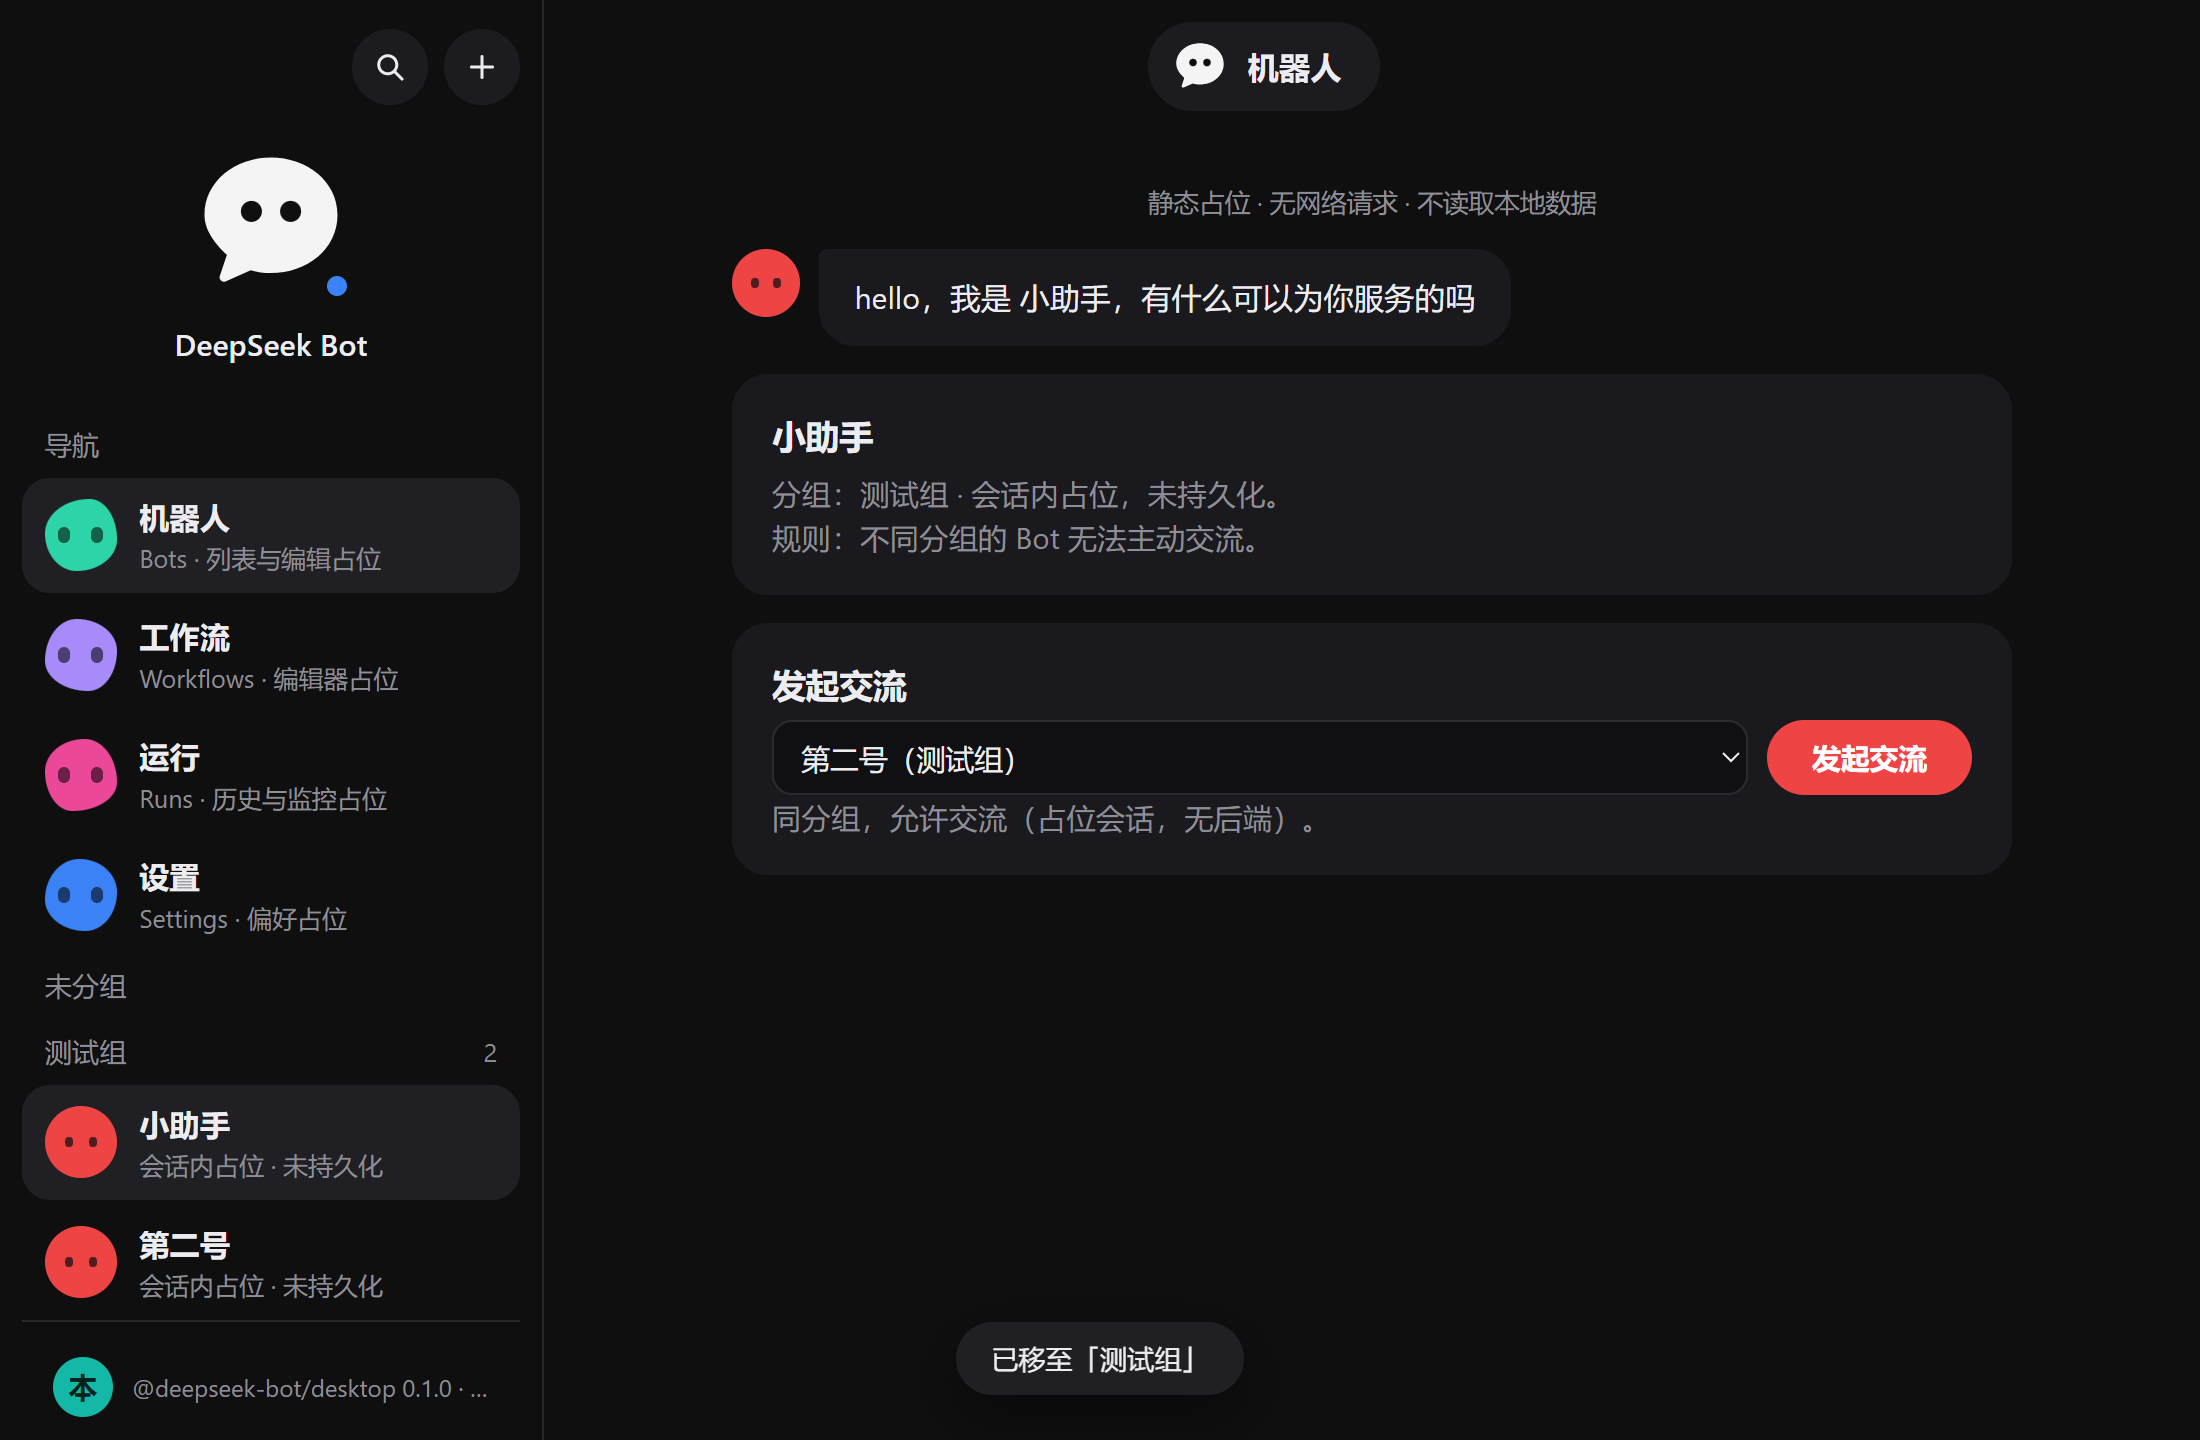 DeepSeek Bot
导航
机器人
Bots · 列表与编辑占位
工作流
Workflows · 编辑器占位
运行
Runs · 历史与监控占位
设置
Settings · 偏好占位
未分组
测试组 2
小助手
会话内占位 · 未持久化
第二号
会话内占位 · 未持久化
本 @deepseek-bot/desktop 0.1.0 · ...
机器人
静态占位 · 无网络请求 · 不读取本地数据
hello，我是 小助手，有什么可以为你服务的吗
小助手
分组：测试组 · 会话内占位，未持久化。
规则：不同分组的 Bot 无法主动交流。
发起交流
第二号（测试组） 发起交流
同分组，允许交流（占位会话，无后端）。
已移至「测试组」